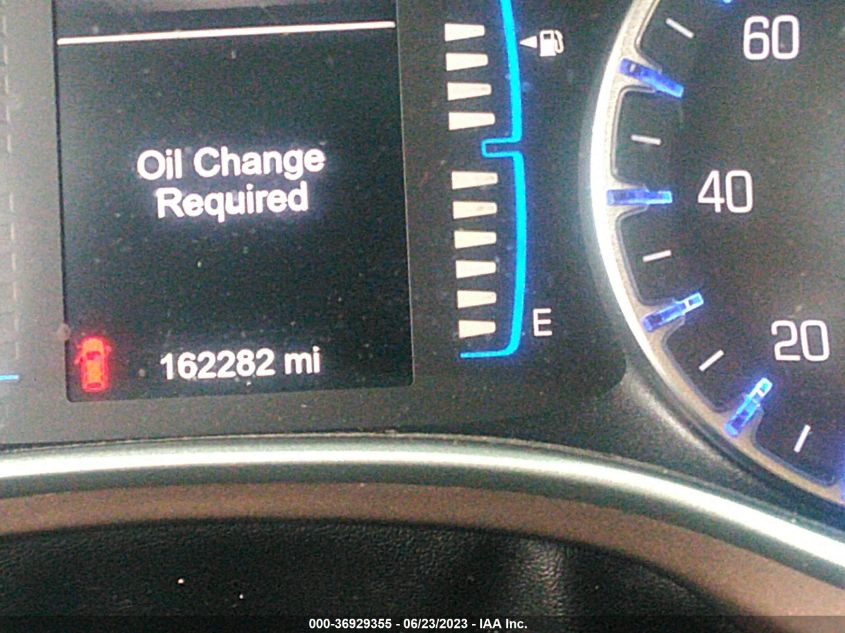 Oil Change
Required
162282 mi
E
60
40
20
000-36929355 - 06/23/2023 - IAA Inc.